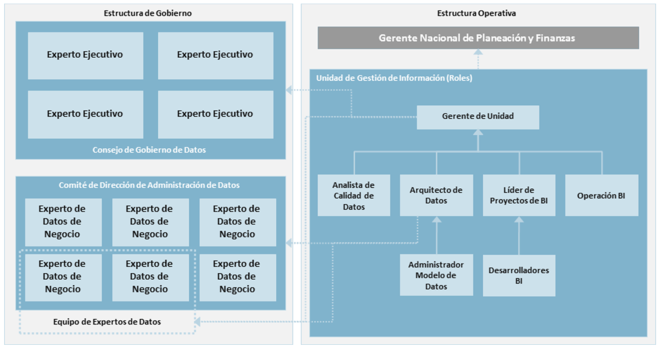 Estructura de Gobierno
Experto Ejecutivo
Experto Ejecutivo
Experto Ejecutivo
Experto Ejecutivo
Consejo de Gobierno de Datos
Comité de Dirección de Administración de Datos
Experto de
Datos de
Negocio
Experto de
Datos de
Negocio
Experto de
Datos de
Negocio
Experto de
Datos de
Negocio
Experto de
Datos de
Negocio
Experto de
Datos de
Negocio
Equipo de Expertos de Datos
Estructura Operativa
Gerente Nacional de Planeación y Finanzas
Unidad de Gestión de Información (Roles)
Gerente de Unidad
Analista de
Calidad de
Datos
Arquitecto de
Datos
Líder de
Proyectos de BI
Operación BI
Administrador
Modelo de
Datos
Desarrolladores
BI